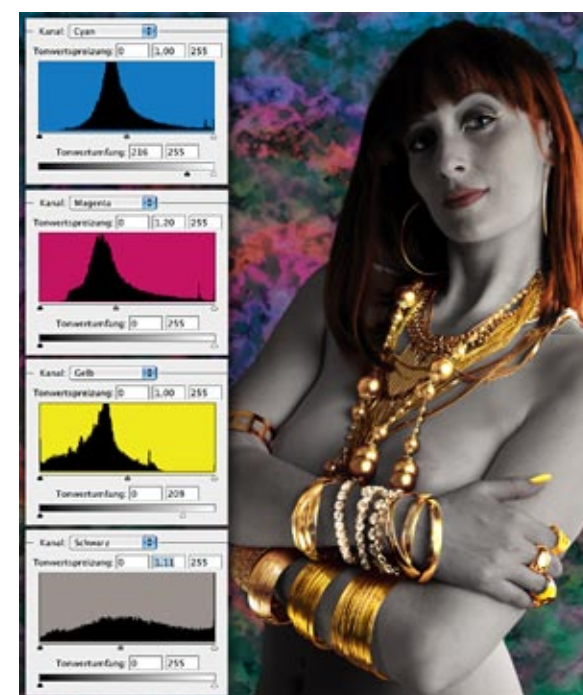 Kanal: Cyan
Tonwertspreizung: 0 1,00 255
Tonwertumfang: 216 255
Kanal: Magenta
Tonwertspreizung: 0 1,20 255
Tonwertumfang: 0 255
Kanal: Gelb
Tonwertspreizung: 0 1,00 255
Tonwertumfang: 0 209
Kanal: Schwarz
Tonwertspreizung: 0 1,11 255
Tonwertumfang: 0 255